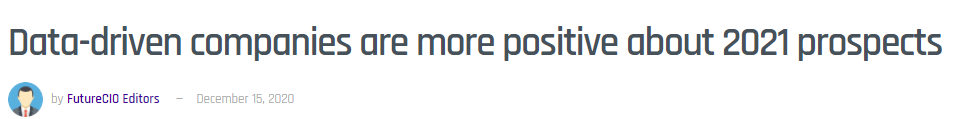 Data-driven companies are more positive about 2021 prospects
by FutureCIO Editors – December 15, 2020